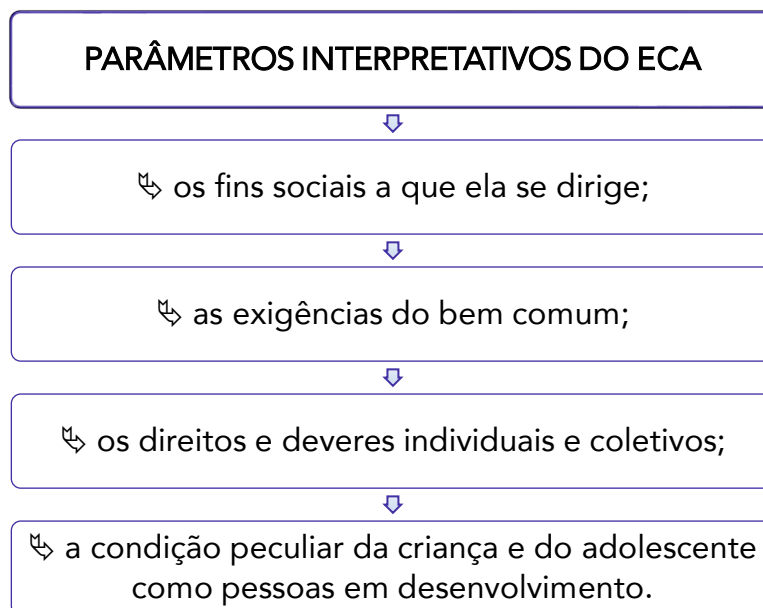 PARÂMETROS INTERPRETATIVOS DO ECA
↳ os fins sociais a que ela se dirige;
↳ as exigências do bem comum;
↳ os direitos e deveres individuais e coletivos;
↳ a condição peculiar da criança e do adolescente
como pessoas em desenvolvimento.